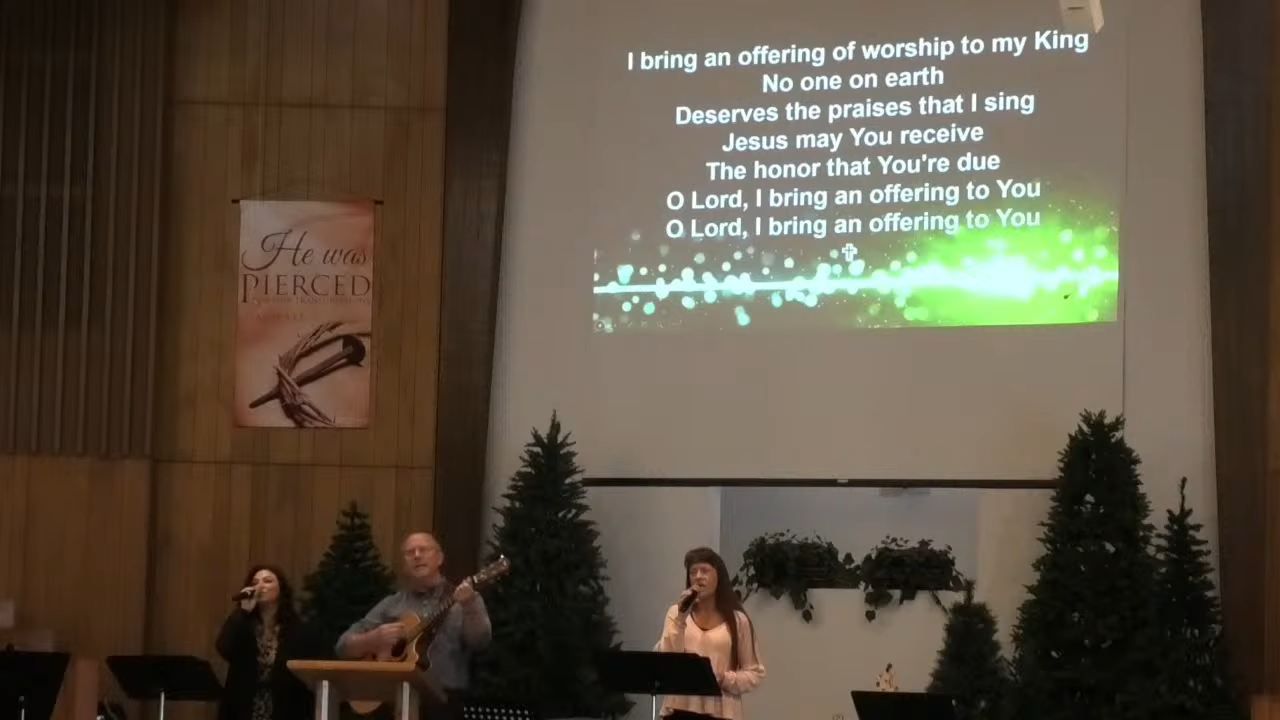 I bring an offering of worship to my King
No one on earth
Deserves the praises that I sing
Jesus may You receive
The honor that You're due
O Lord, I bring an offering to You
O Lord, I bring an offering to You
He was
PIERCED